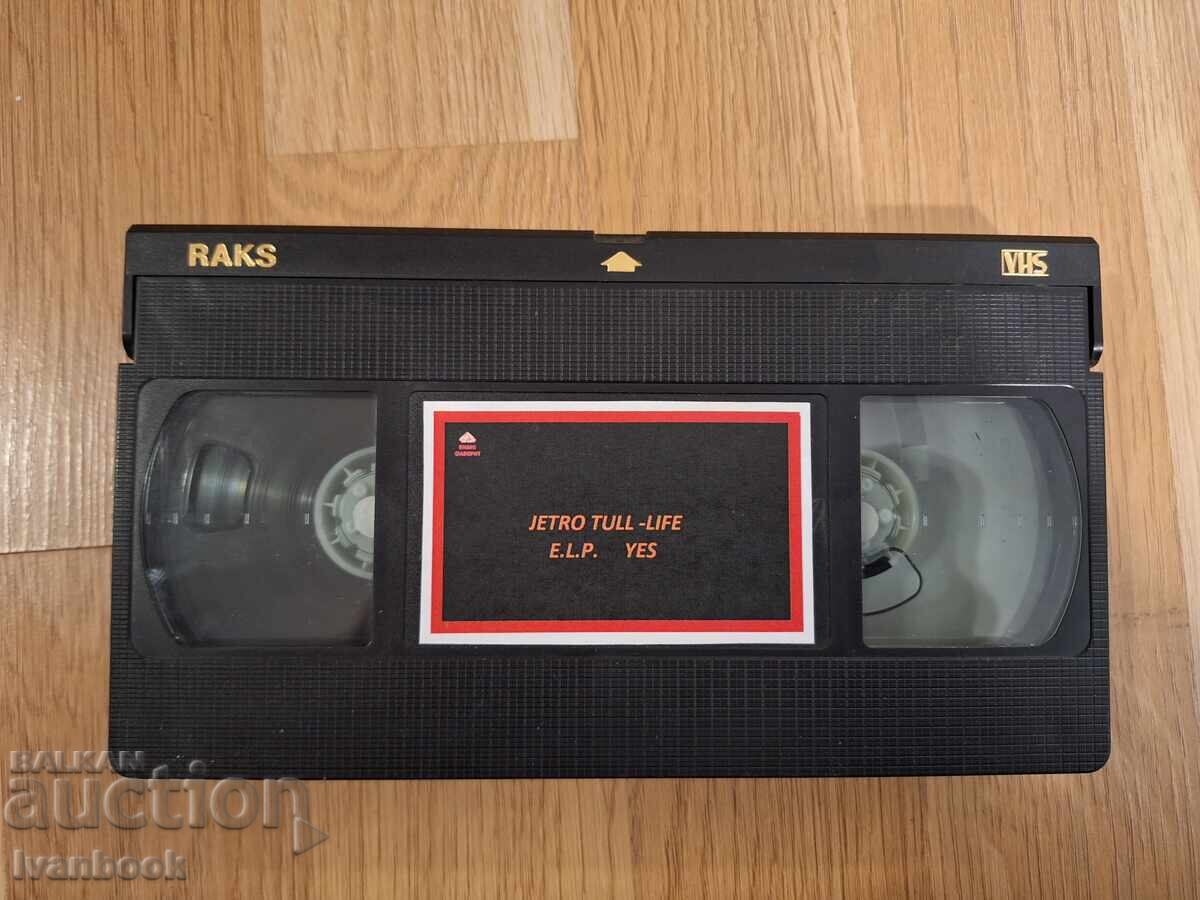 RAKS
VHS
JETRO TULL -LIFE
E.L.P. YES
BALKAN
auction
Ivanbook